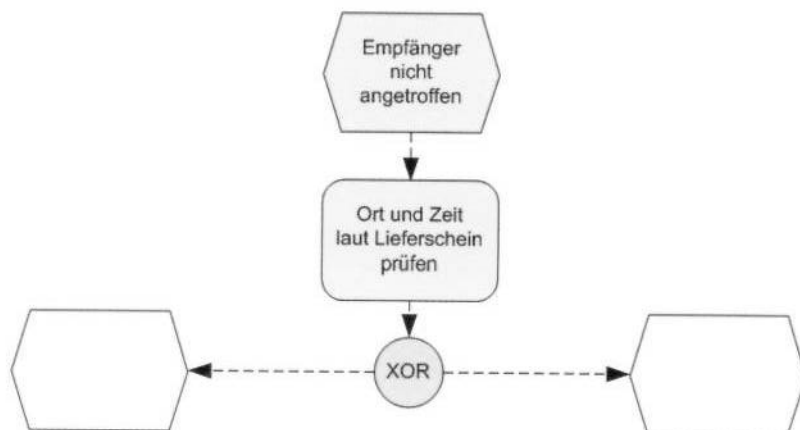 Empfänger
nicht
angetroffen
Ort und Zeit
laut Lieferschein
prüfen
XOR